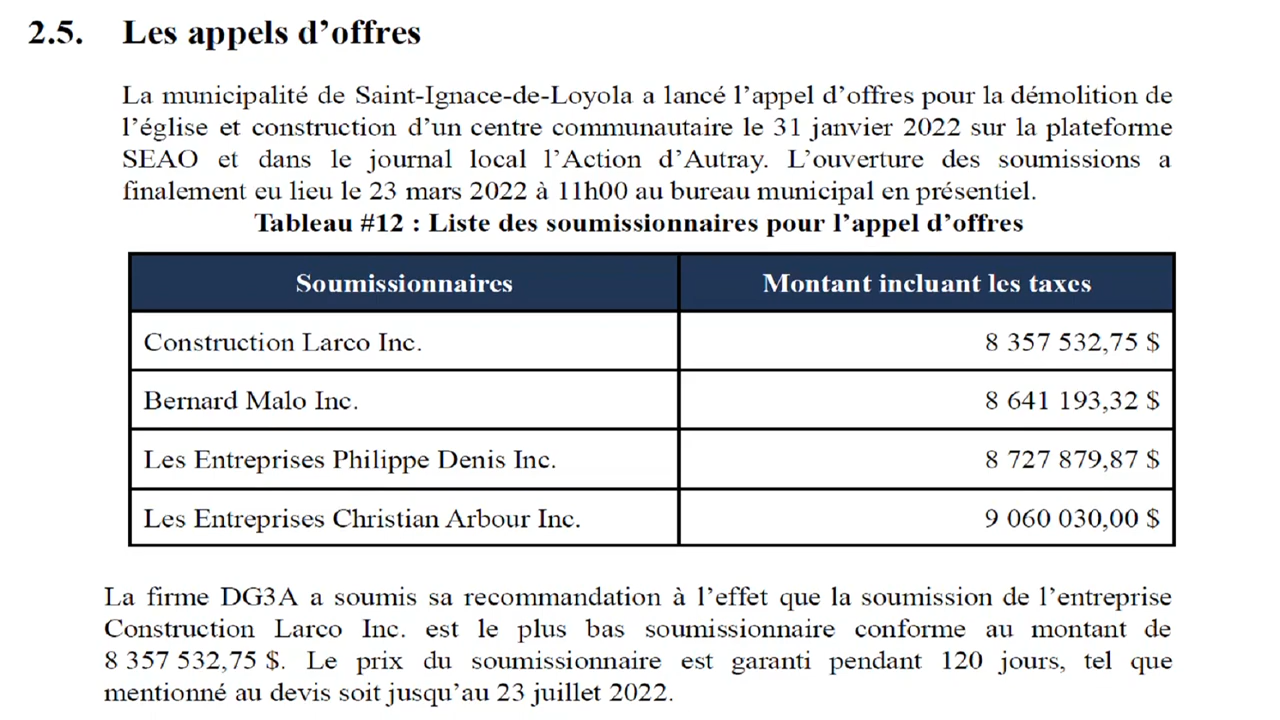 2.5. Les appels d’offres
La municipalité de Saint-Ignace-de-Loyola a lancé l’appel d’offres pour la démolition de
l’église et construction d’un centre communautaire le 31 janvier 2022 sur la plateforme
SEAO et dans le journal local l’Action d’Autray. L’ouverture des soumissions a
finalement eu lieu le 23 mars 2022 à 11h00 au bureau municipal en présentiel.
Tableau #12 : Liste des soumissionnaires pour l’appel d’offres
Soumissionnaires Montant incluant les taxes
Construction Larco Inc. 8 357 532,75 $
Bernard Malo Inc. 8 641 193,32 $
Les Entreprises Philippe Denis Inc. 8 727 879,87 $
Les Entreprises Christian Arbour Inc. 9 060 030,00 $
La firme DG3A a soumis sa recommandation à l’effet que la soumission de l’entreprise
Construction Larco Inc. est le plus bas soumissionnaire conforme au montant de
8 357 532,75 $. Le prix du soumissionnaire est garanti pendant 120 jours, tel que
mentionné au devis soit jusqu’au 23 juillet 2022.